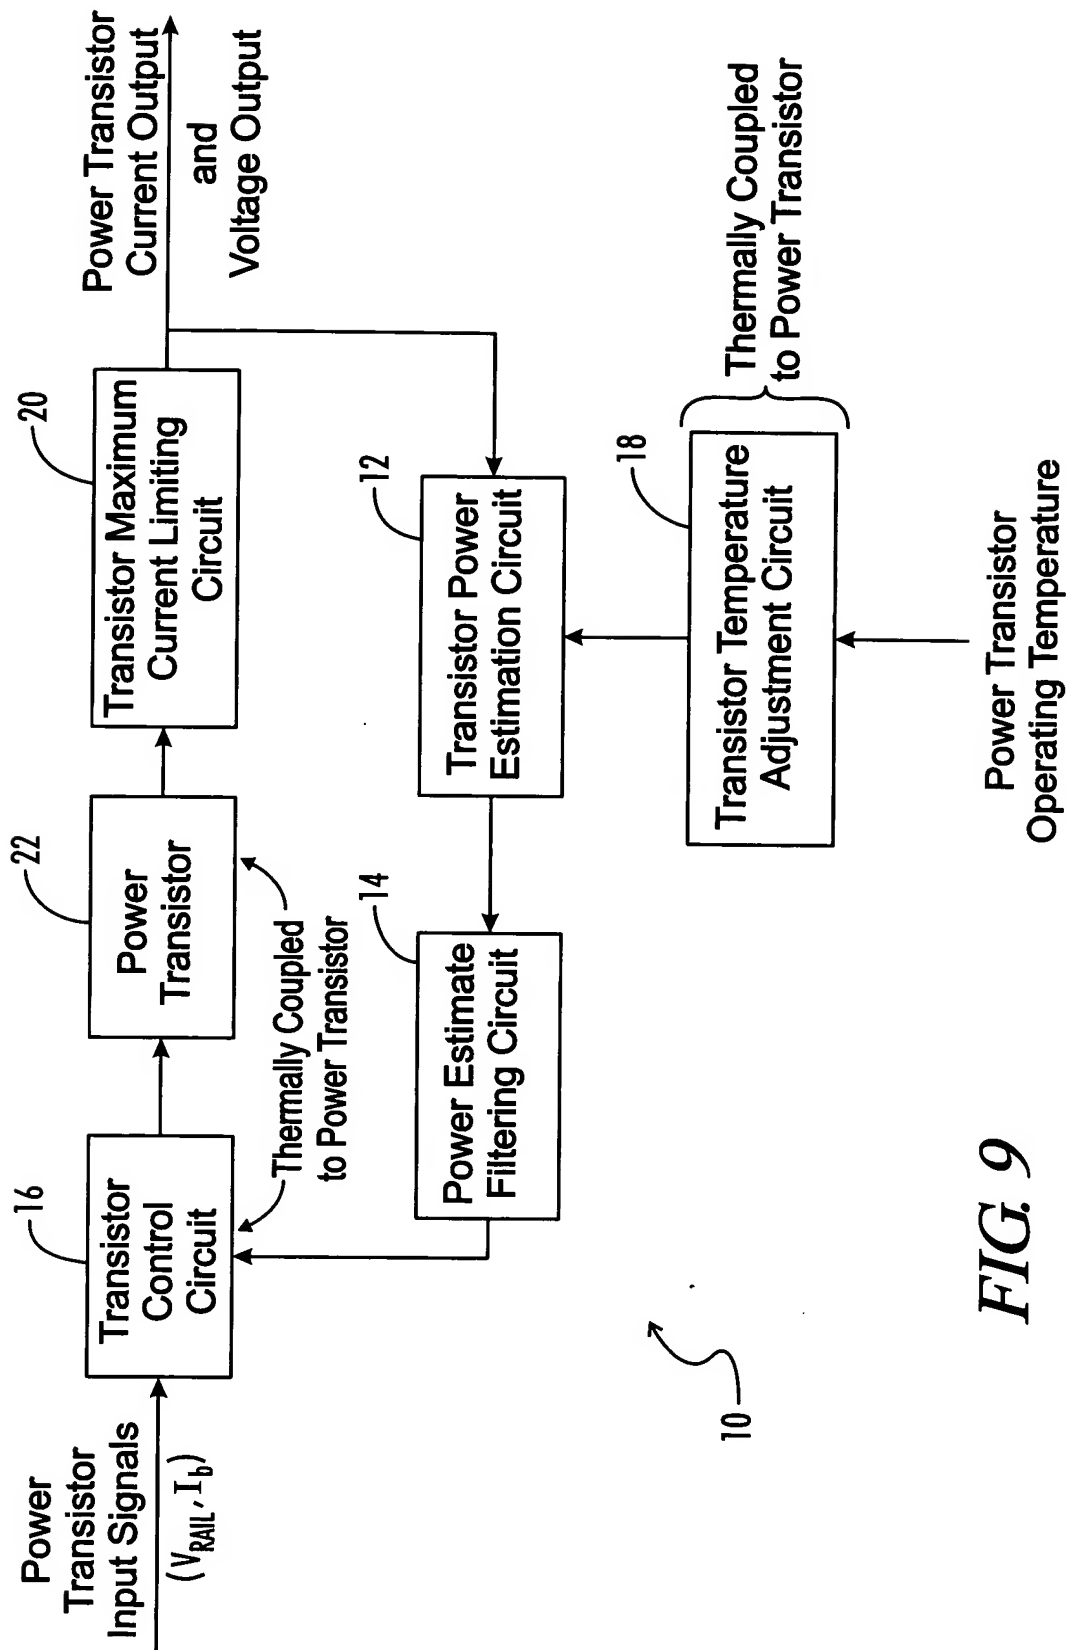 Power
Transistor
Input Signals
(V_RAIL, I_b)
16
Transistor
Control
Circuit
22
Power
Transistor
20
Transistor Maximum
Current Limiting
Circuit
Power Transistor
Current Output
and
Voltage Output
Thermally Coupled
to Power Transistor
14
Power Estimate
Filtering Circuit
12
Transistor Power
Estimation Circuit
18
Transistor Temperature
Adjustment Circuit
Thermally Coupled
to Power Transistor
Power Transistor
Operating Temperature
10
FIG. 9